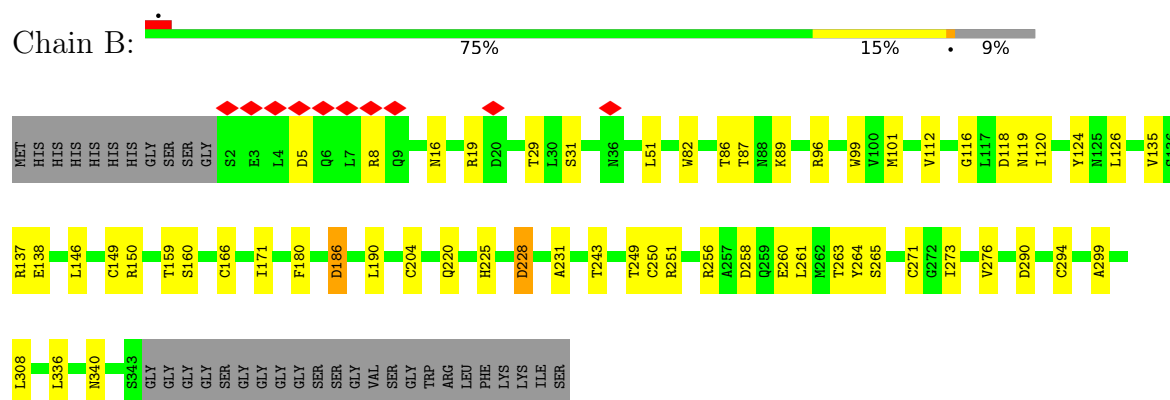 Chain B:
75% 15% • 9%
MET HIS HIS HIS HIS HIS HIS GLY SER SER GLY S2 E3 L4 D5 Q6 L7 R8 Q9 N16 R19 D20 T29 L30 S31 N36 L51 W82 T86 T87 N88 K89 R96 W99 V100 M101 V112 G116 L117 D118 N119 I120 Y124 N125 L126 V135
R137 E138 L146 C149 R150 T159 S160 C166 I171 F180 D186 L190 C204 Q220 H225 D228 A231 T243 T249 C250 R251 R256 A257 D258 Q259 E260 L261 M262 T263 Y264 S265 C271 G272 I273 V276 D290 C294 A299
L308 L336 N340 S343 GLY GLY GLY GLY SER GLY GLY GLY GLY SER SER GLY VAL SER GLY TRP ARG LEU PHE LYS LYS ILE SER